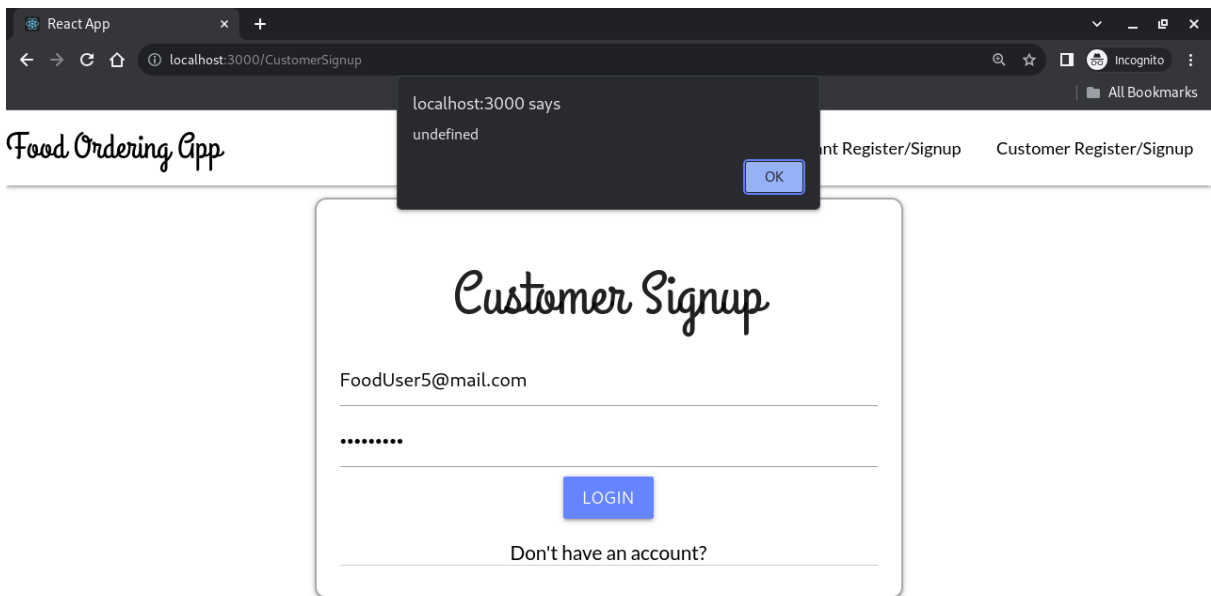 React App
localhost:3000/CustomerSignup
Incognito
All Bookmarks
localhost:3000 says
undefined
OK
Food Ordering App
Register/Signup
Customer Register/Signup
Customer Signup
FoodUser5@mail.com
LOGIN
Don't have an account?